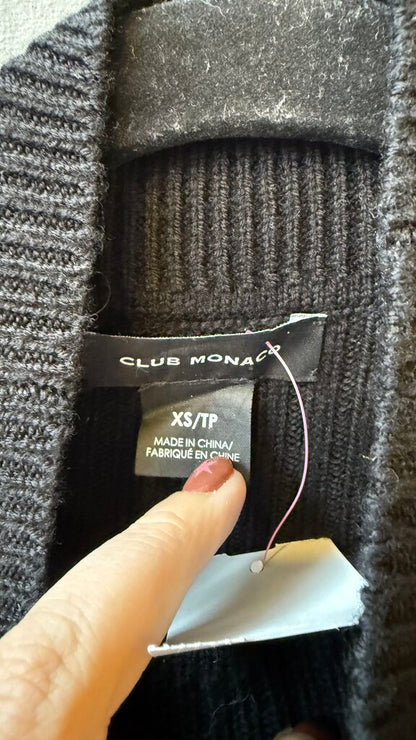 CLUB MONACO
XS/TP
MADE IN CHINA/
FABRIQUÉ EN CHINE